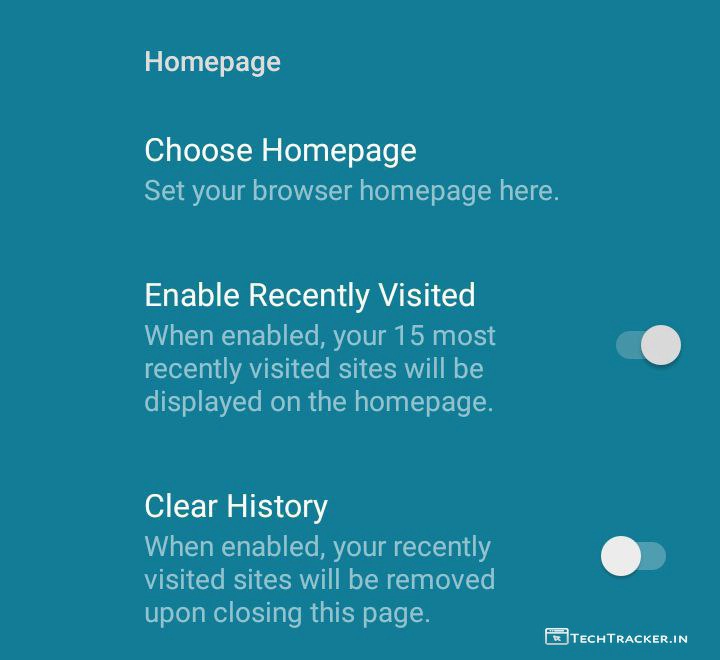 Homepage
Choose Homepage
Set your browser homepage here.
Enable Recently Visited
When enabled, your 15 most
recently visited sites will be
displayed on the homepage.
Clear History
When enabled, your recently
visited sites will be removed
upon closing this page.
TECHTRACKER.IN